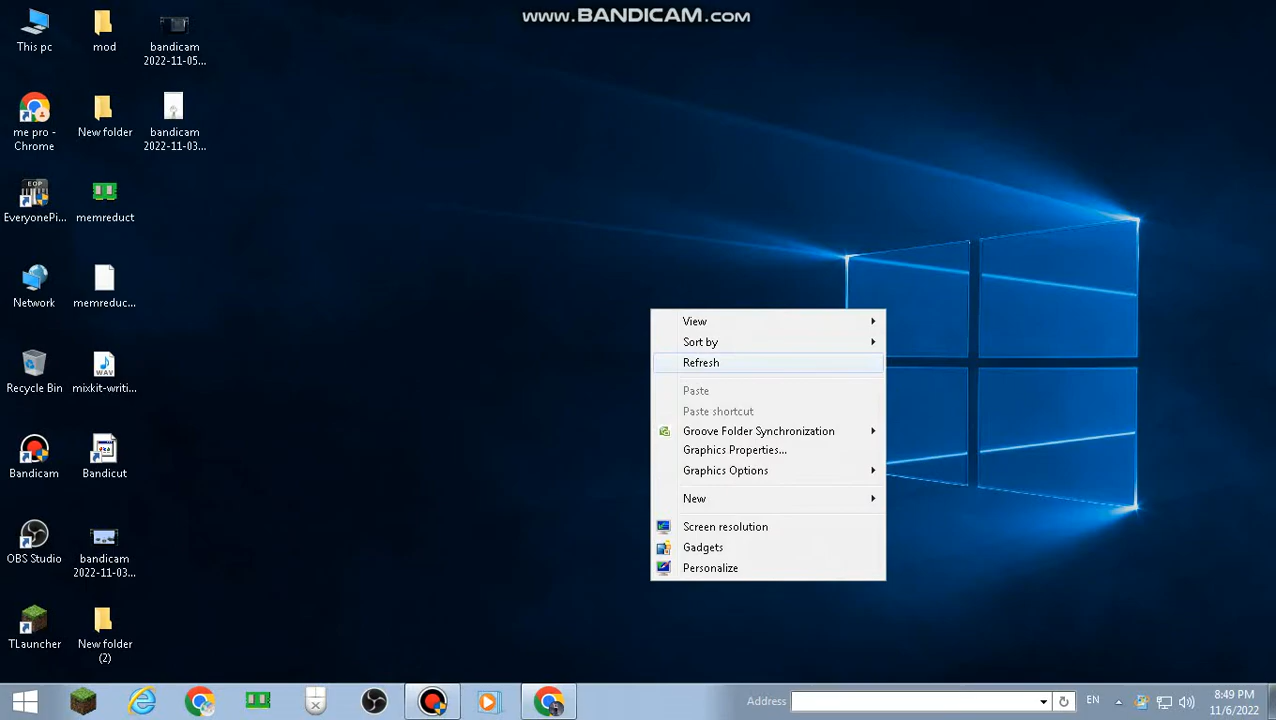 www.BANDICAM.com
This pc
mod
bandicam
2022-11-05...
me pro -
Chrome
New folder
bandicam
2022-11-03...
EOP
EveryonePi...
memreduct
Network
memreduc...
Recycle Bin
WAV
mixkit-writi...
Bandicam
Bandicut
OBS Studio
bandicam
2022-11-03...
TLauncher
New folder
(2)
View
Sort by
Refresh
Paste
Paste shortcut
Groove Folder Synchronization
Graphics Properties...
Graphics Options
New
Screen resolution
Gadgets
Personalize
Address
EN
8:49 PM
11/6/2022